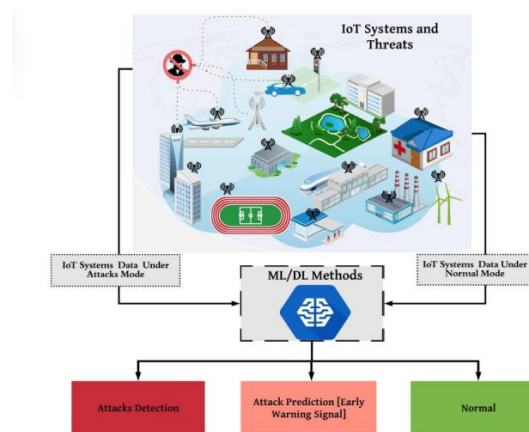 IoT Systems and
Threats
IoT Systems Data Under
Attacks Mode
IoT Systems Data Under
Normal Mode
ML/DL Methods
Attacks Detection
Attack Prediction [Early
Warning Signal]
Normal